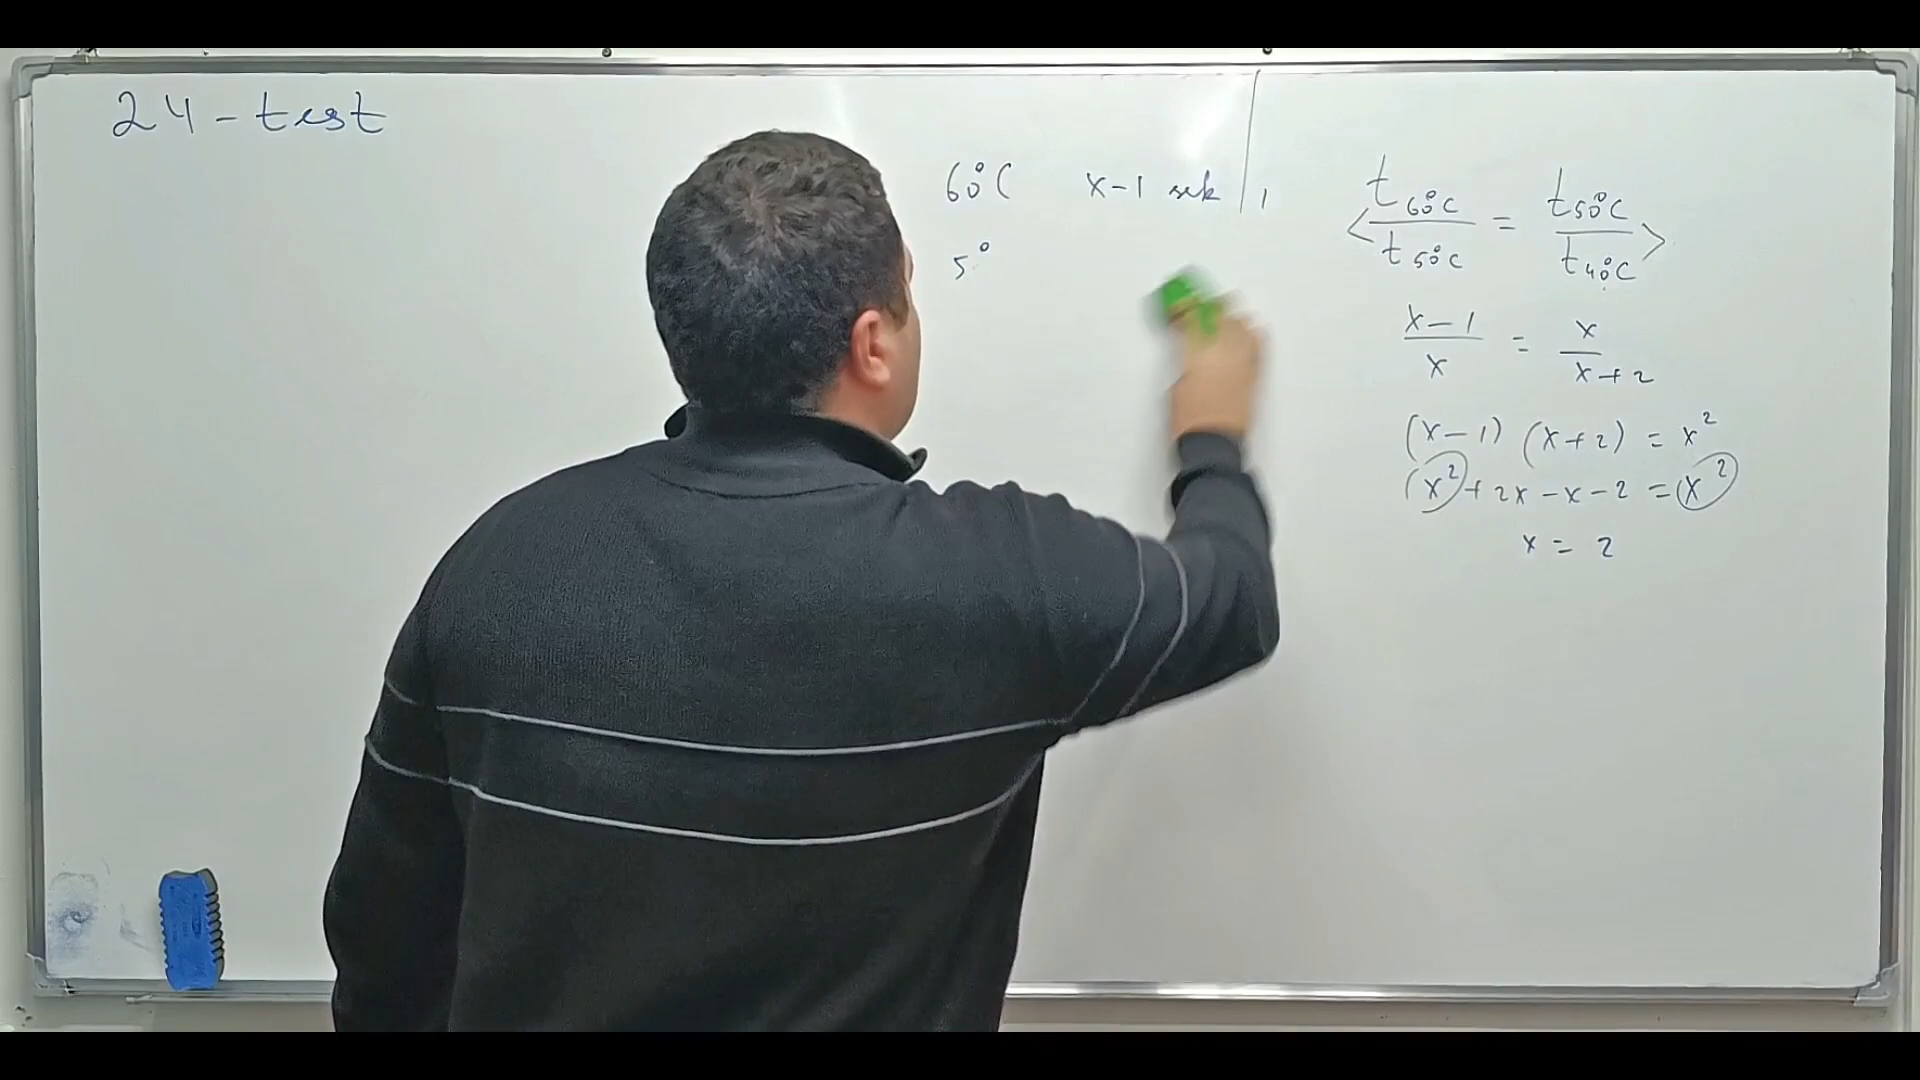 24-test
60°C x-1 sek 1
5°
t60°C / t50°C = t50°C / t40°C
x-1 / x = x / x+2
(x-1) (x+2) = x²
(x²+2x-x-2 = x²
x = 2